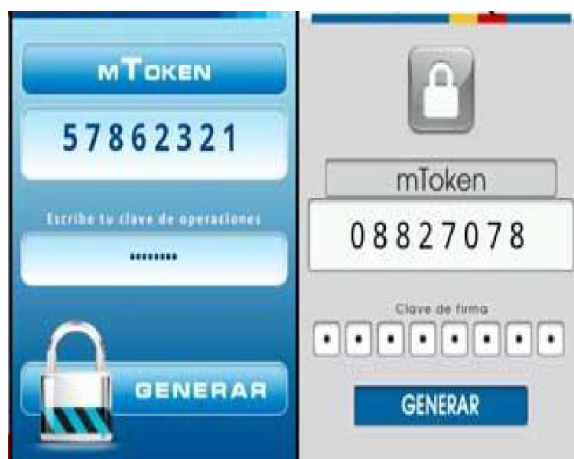 mToken
57862321
Escribe tu clave de operaciones
GENERAR
mToken
08827078
Clave de firma
GENERAR